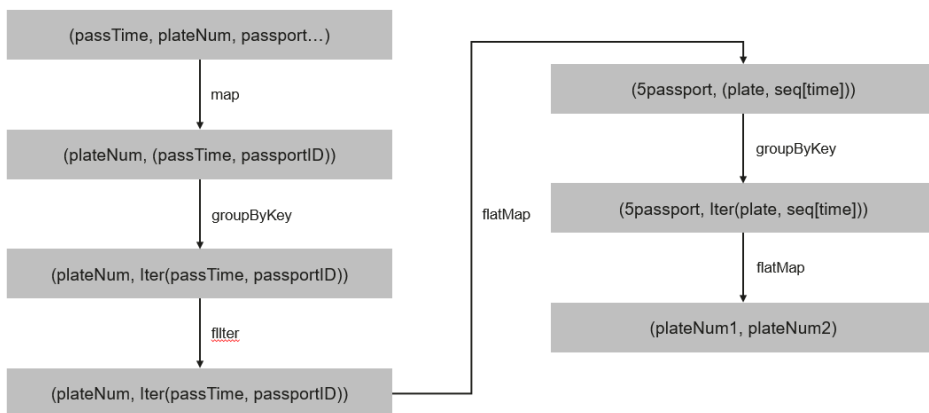 (passTime, plateNum, passport…)
map
(plateNum, (passTime, passportID))
groupByKey
(plateNum, Iter(passTime, passportID))
fllter
(plateNum, Iter(passTime, passportID))
flatMap
(5passport, (plate, seq[time]))
groupByKey
(5passport, Iter(plate, seq[time]))
flatMap
(plateNum1, plateNum2)